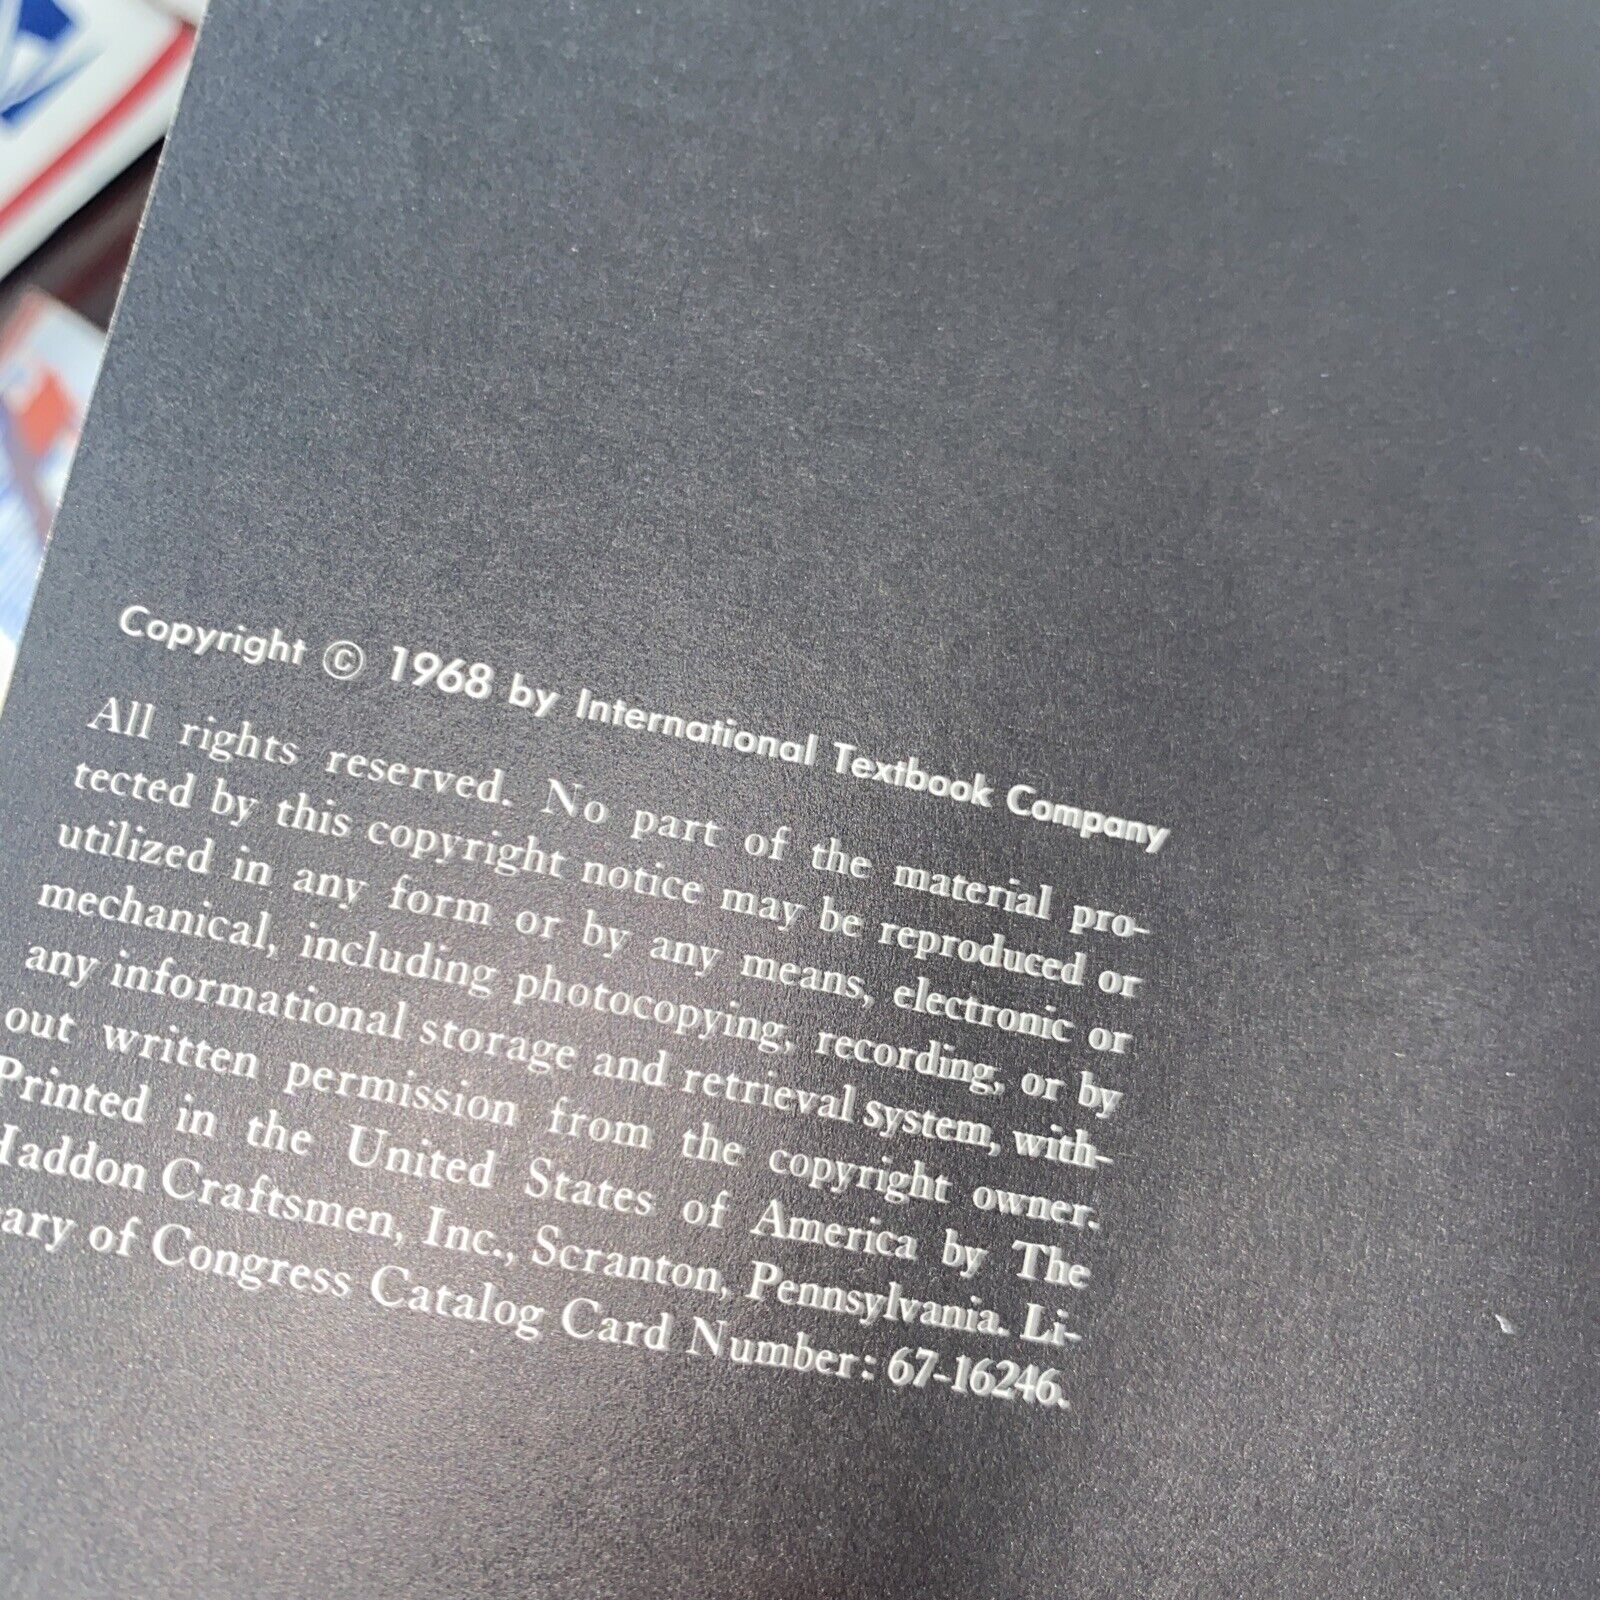 Copyright © 1968 by International Textbook Company
All rights reserved. No part of the material pro-
tected by this copyright notice may be reproduced or
utilized in any form or by any means, electronic or
mechanical, including photocopying, recording, or by
any informational storage and retrieval system, with-
out written permission from the copyright owner.
Printed in the United States of America by The
Haddon Craftsmen, Inc., Scranton, Pennsylvania. Li-
ary of Congress Catalog Card Number: 67-16246.